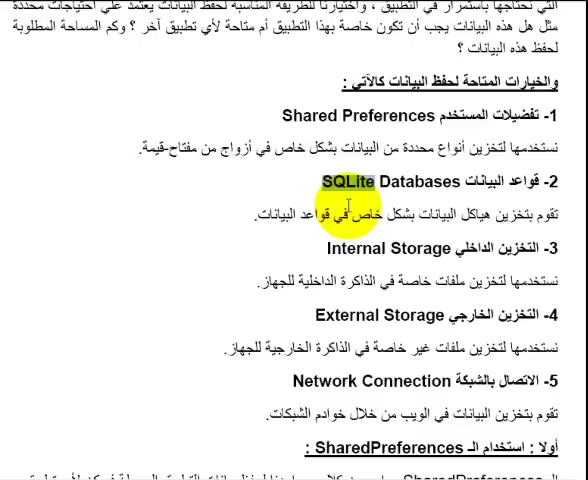 التي نحتاجها باستمرار في التطبيق ، واختيارنا للطريقة المناسبة لحفظ البيانات يعتمد علي احتياجات محددة
مثل هل هذه البيانات يجب أن تكون خاصة بهذا التطبيق أم متاحة لأي تطبيق آخر ؟ وكم المساحة المطلوبة
لحفظ هذه البيانات ؟
والخيارات المتاحة لحفظ البيانات كالآتي :
1- تفضيلات المستخدم Shared Preferences
نستخدمها لتخزين أنواع محددة من البيانات بشكل خاص في أزواج من مفتاح-قيمة.
2- قواعد البيانات SQLite Databases
تقوم بتخزين هياكل البيانات بشكل خاص في قواعد البيانات.
3- التخزين الداخلي Internal Storage
نستخدمها لتخزين ملفات خاصة في الذاكرة الداخلية للجهاز.
4- التخزين الخارجي External Storage
نستخدمها لتخزين ملفات غير خاصة في الذاكرة الخارجية للجهاز.
5- الاتصال بالشبكة Network Connection
تقوم بتخزين البيانات في الويب من خلال خوادم الشبكات.
أولا : استخدام الـ SharedPreferences :
الـ SharedPreferences